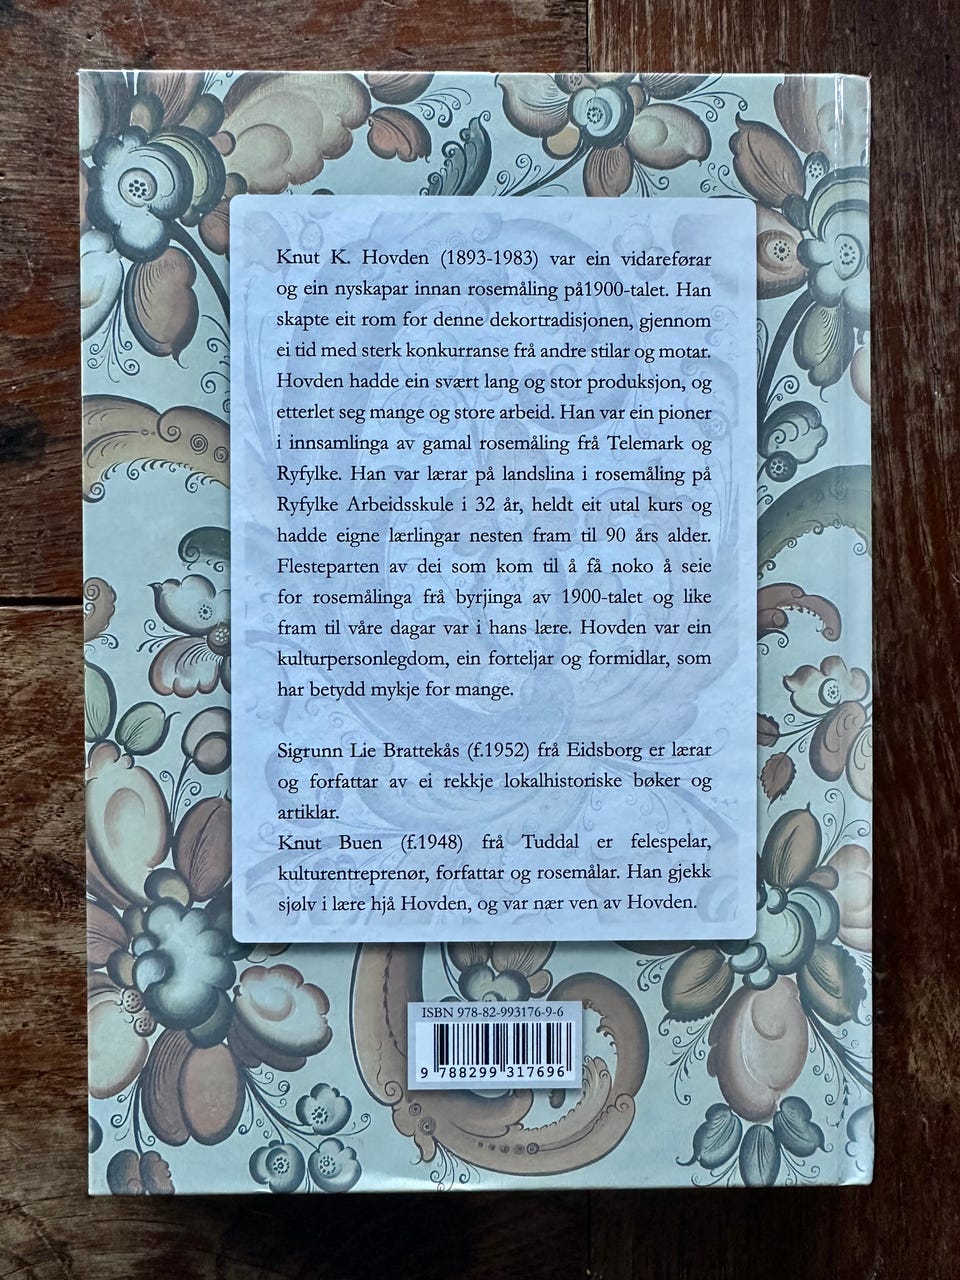 Knut K. Hovden (1893-1983) var ein vidareførar
og ein nyskapar innan rosemåling på1900-talet. Han
skapte eit rom for denne dekortradisjonen, gjennom
ei tid med sterk konkurranse frå andre stilar og motar.
Hovden hadde ein svært lang og stor produksjon, og
etterlet seg mange og store arbeid. Han var ein pioner
i innsamlinga av gamal rosemåling frå Telemark og
Ryfylke. Han var lærar på landslina i rosemåling på
Ryfylke Arbeidsskule i 32 år, heldt eit utal kurs og
hadde eigne lærlingar nesten fram til 90 års alder.
Flesteparten av dei som kom til å få noko å seie
for rosemålinga frå byrjinga av 1900-talet og like
fram til våre dagar var i hans lære. Hovden var ein
kulturpersonlegdom, ein forteljar og formidlar, som
har betydd mykje for mange.
Sigrunn Lie Brattekås (f.1952) frå Eidsborg er lærar
og forfattar av ei rekkje lokalhistoriske bøker og
artiklar.
Knut Buen (f.1948) frå Tuddal er felespelar,
kulturentreprenør, forfattar og rosemålar. Han gjekk
sjølv i lære hjå Hovden, og var nær ven av Hovden.
ISBN 978-82-993176-9-6
9 788299 317696